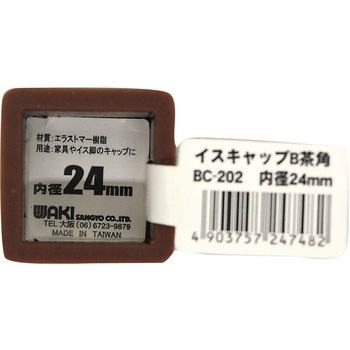 材質:エラストマー樹脂
用途:家具やイス脚のキャップに
内径24mm
WAKI SANGYO CO.,LTD.
TEL 大阪(06)6723-9879
MADE IN TAIWAN
イスキャップB茶角
BC-202 内径24mm
4 903757 247482